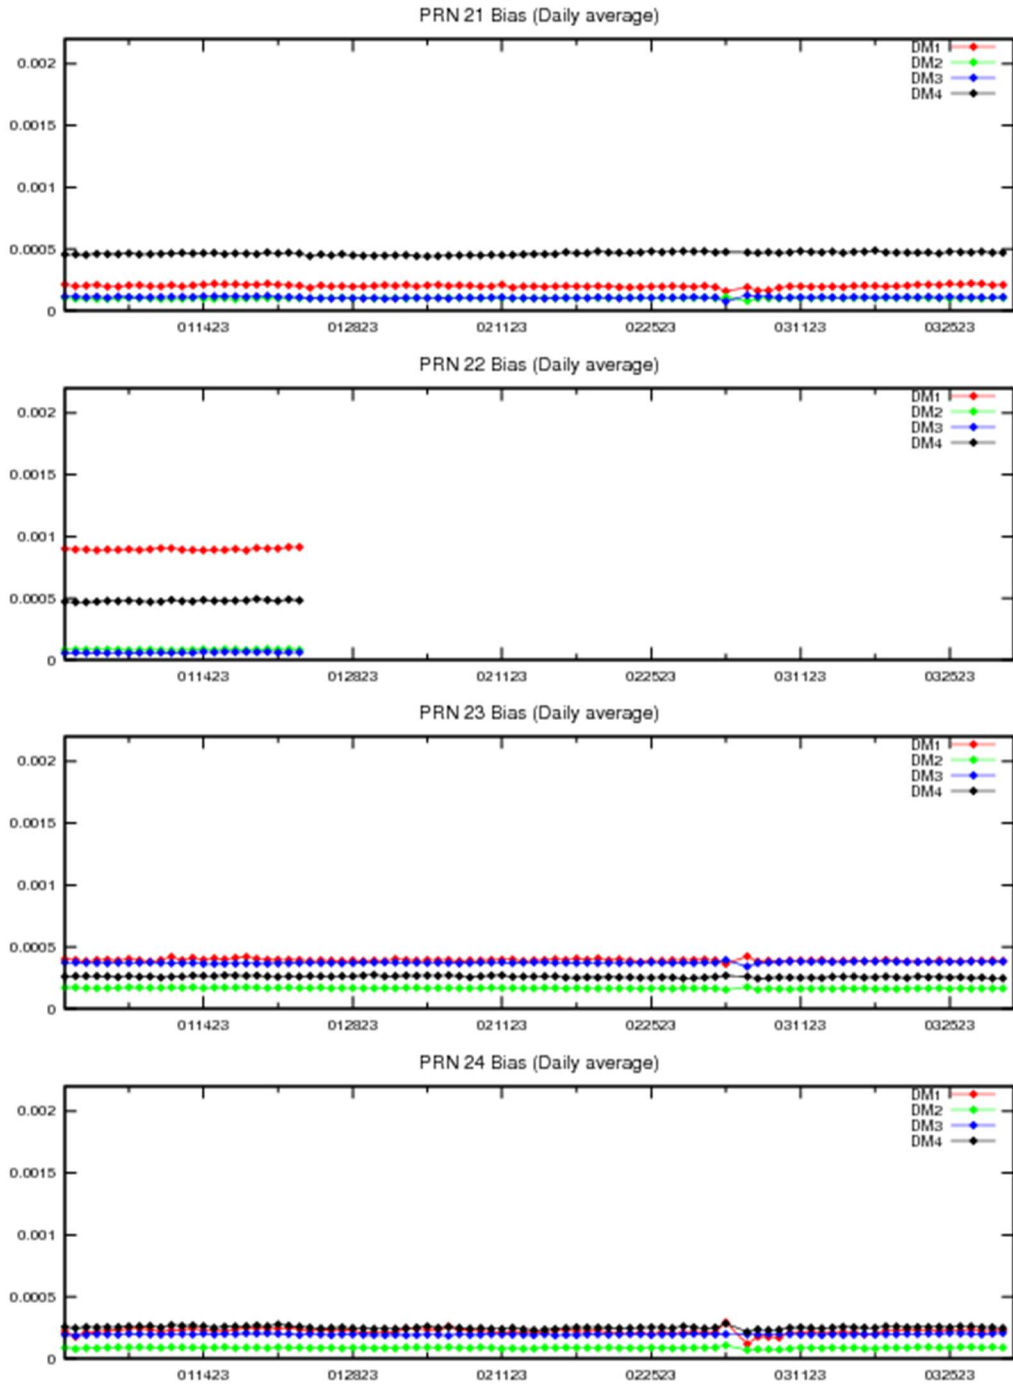 PRN 21 Bias (Daily average)
DM1
DM2
DM3
DM4
0.002
0.0015
0.001
0.0005
0
011423 012823 021123 022523 031123 032523
PRN 22 Bias (Daily average)
DM1
DM2
DM3
DM4
0.002
0.0015
0.001
0.0005
0
011423 012823 021123 022523 031123 032523
PRN 23 Bias (Daily average)
DM1
DM2
DM3
DM4
0.002
0.0015
0.001
0.0005
0
011423 012823 021123 022523 031123 032523
PRN 24 Bias (Daily average)
DM1
DM2
DM3
DM4
0.002
0.0015
0.001
0.0005
0
011423 012823 021123 022523 031123 032523